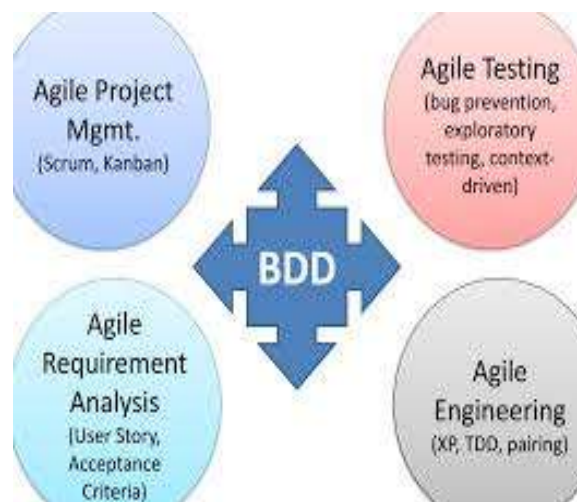 Agile Project
Mgmt.
(Scrum, Kanban)
Agile Testing
(bug prevention,
exploratory
testing, context-
driven)
BDD
Agile
Requirement
Analysis
(User Story,
Acceptance
Criteria)
Agile
Engineering
(XP, TDD, pairing)